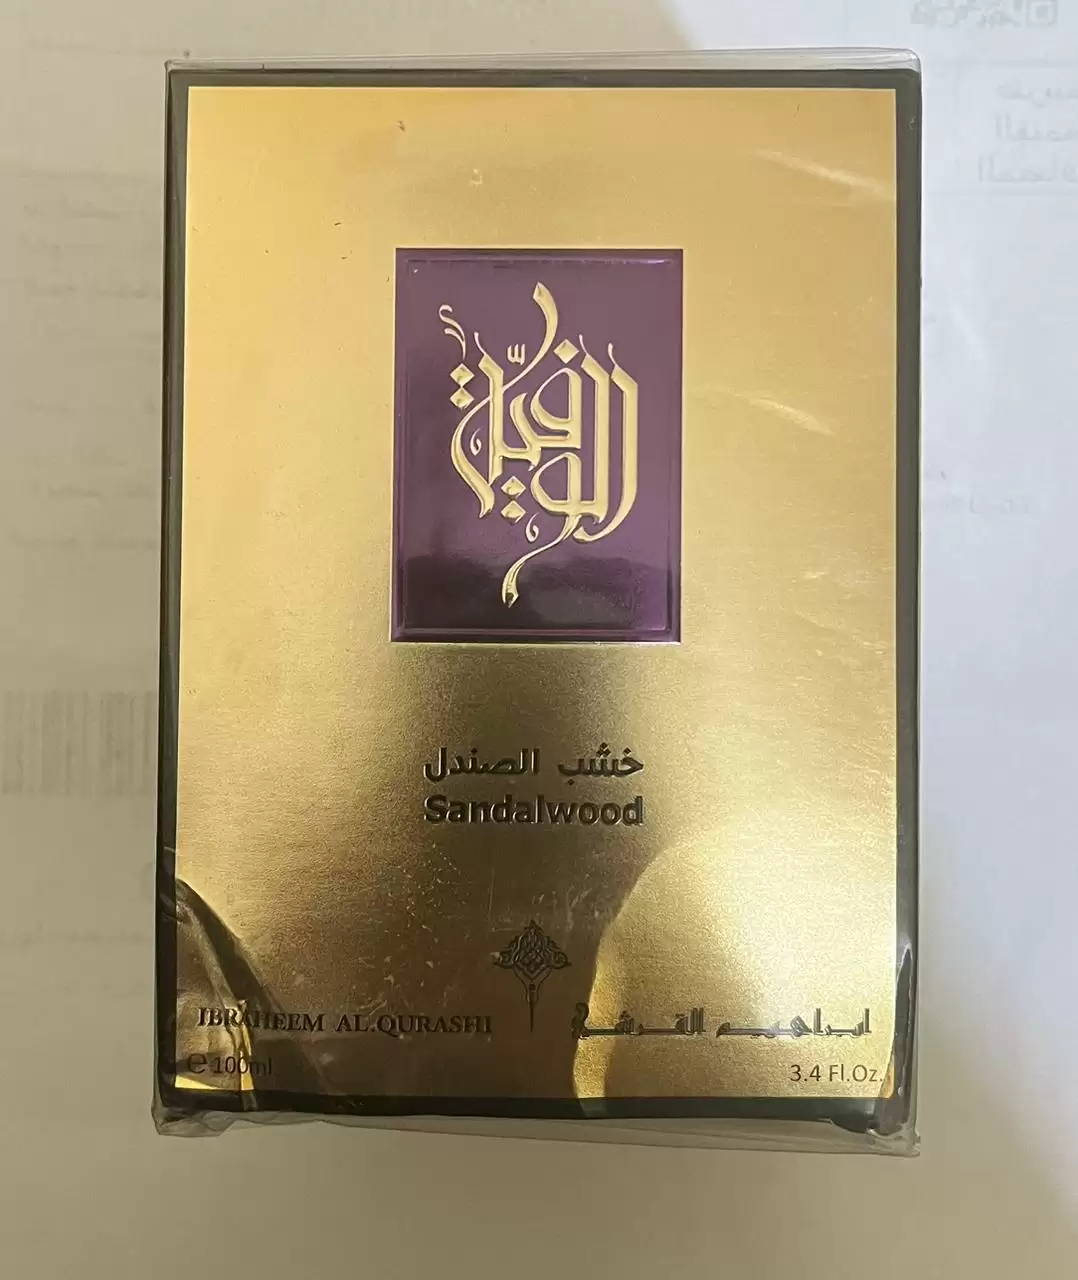 الوفية
خشب الصندل
Sandalwood
IBRAHEEM AL.QURASHI
ابراهيم القرشي
℮ 100ml
3.4 Fl.Oz.